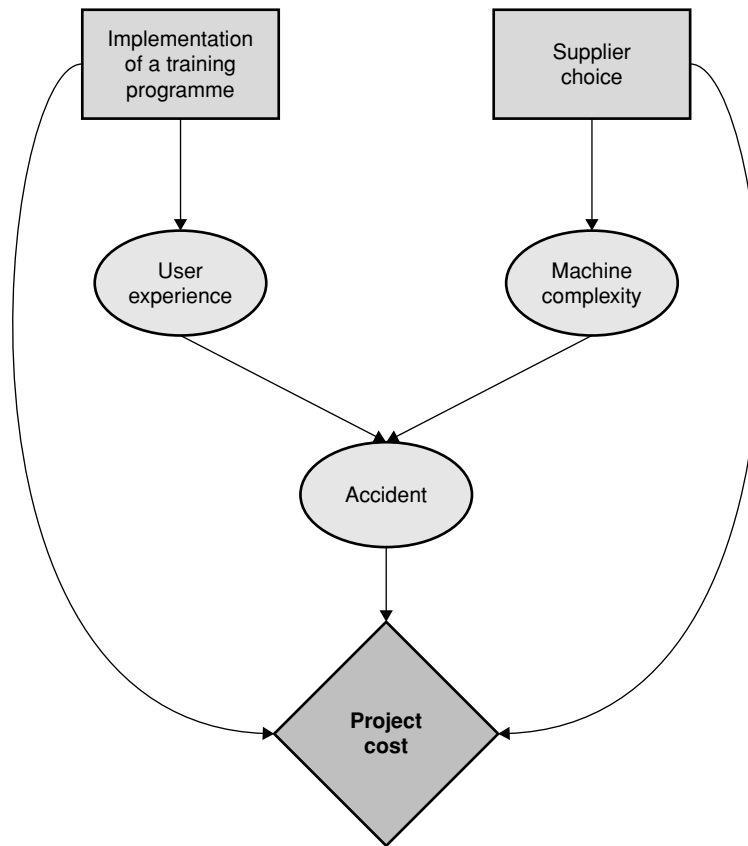 Implementation
of a training
programme
Supplier
choice
User
experience
Machine
complexity
Accident
Project
cost